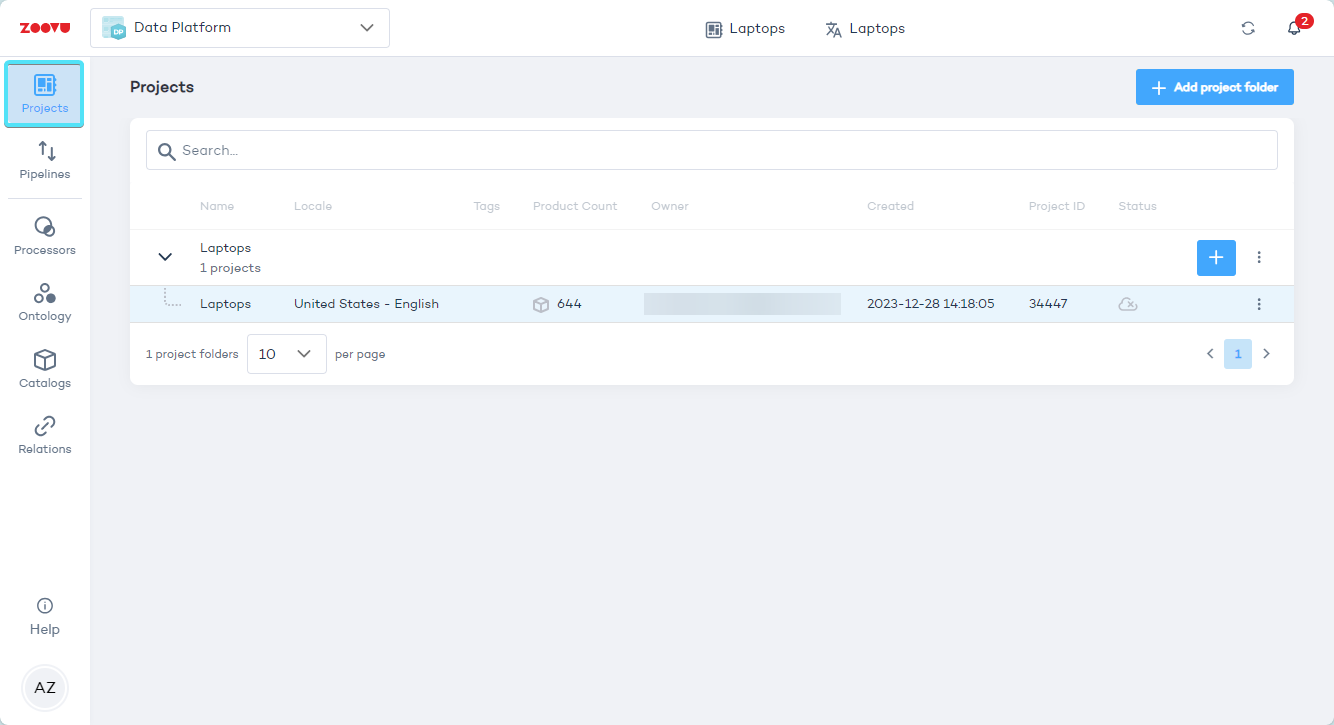 ZOOVU
DP
Data Platform
Laptops
Laptops
2
Projects
Pipelines
Processors
Ontology
Catalogs
Relations
Help
AZ
Projects
Add project folder
Search...
Name Locale Tags Product Count Owner Created Project ID Status
Laptops
1 projects
Laptops United States - English 644 2023-12-28 14:18:05 34447
1 project folders 10 per page 1